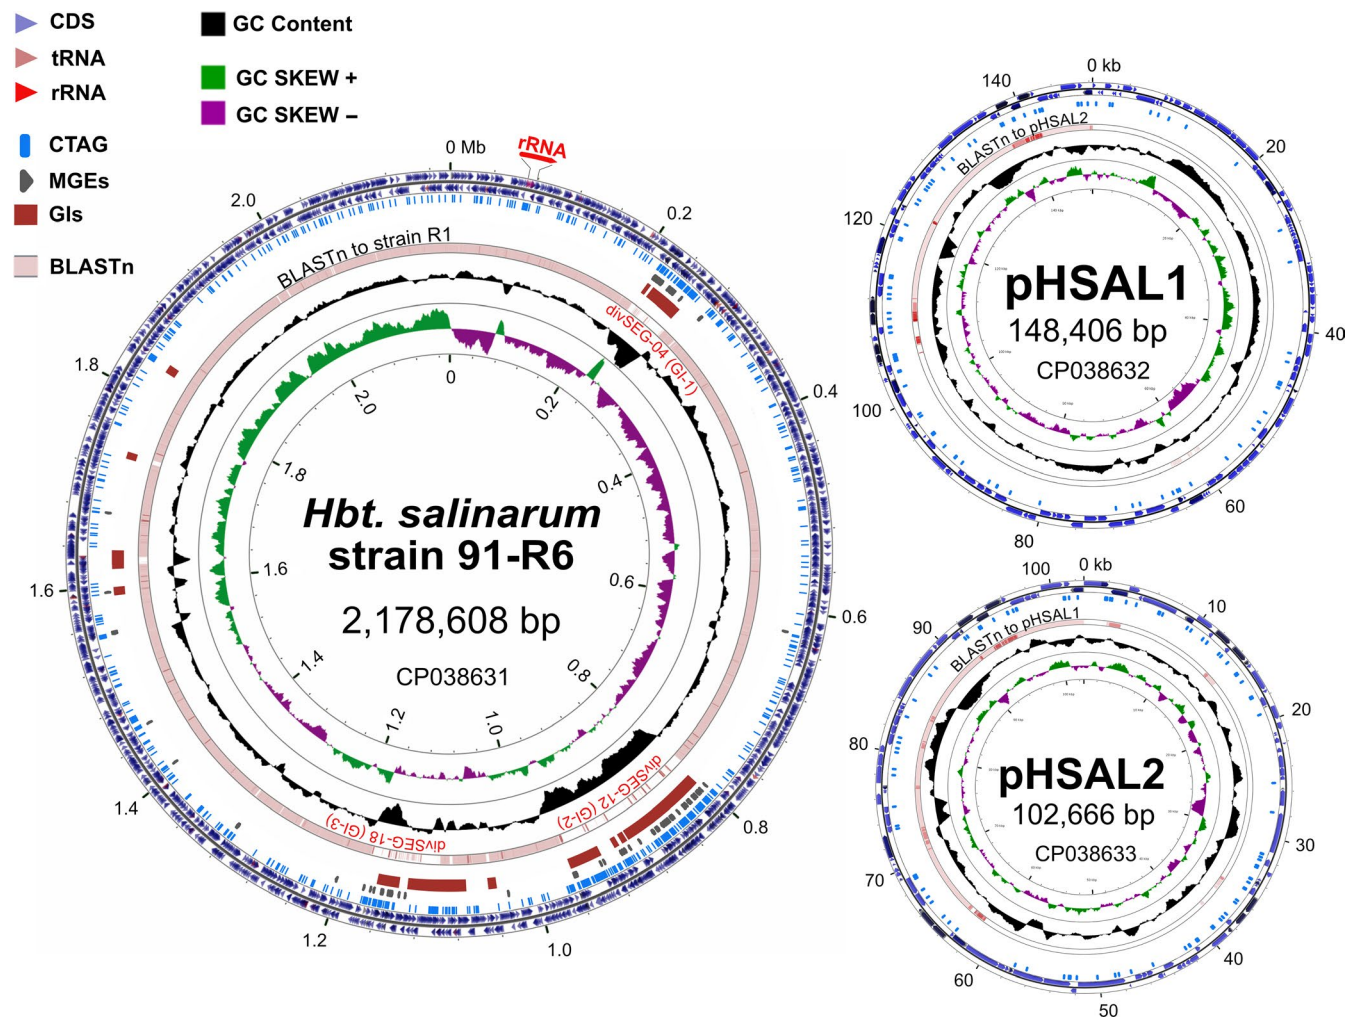 CDS
tRNA
rRNA
CTAG
MGEs
GIs
BLASTn
GC Content
GC SKEW +
GC SKEW –
0 Mb
rRNA
0.2
0.4
0.6
0.8
1.0
1.2
1.4
1.6
1.8
2.0
BLASTn to strain R1
divSEG-04 (GI-1)
divSEG-12 (GI-2)
divSEG-18 (GI-3)
0
0.2
0.4
0.6
0.8
1.0
1.2
1.4
1.6
1.8
2.0
Hbt. salinarum
strain 91-R6
2,178,608 bp
CP038631
0 kb
20
40
60
80
100
120
140
BLASTn to pHSAL2
pHSAL1
148,406 bp
CP038632
0 kb
10
20
30
40
50
60
70
80
90
100
BLASTn to pHSAL1
pHSAL2
102,666 bp
CP038633